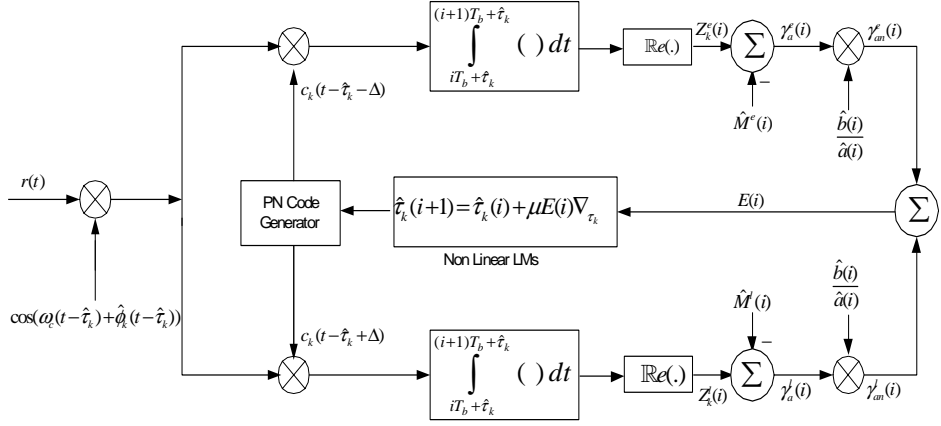 (i+1)T_b+τ̂_k
∫ ( ) dt
iT_b+τ̂_k
ℝe(.)
Z_k^e(i)
∑
γ_a^e(i)
γ_an^e(i)
−
c_k(t−τ̂_k−Δ)
M̂^e(i)
b̂(i)
â(i)
r(t)
PN Code
Generator
τ̂_k(i+1)=τ̂_k(i)+μE(i)∇_τ_k
E(i)
∑
Non Linear LMs
cos(ω_c(t−τ̂_k)+φ̂_k(t−τ̂_k))
c_k(t−τ̂_k+Δ)
M̂^l(i)
b̂(i)
â(i)
(i+1)T_b+τ̂_k
∫ ( ) dt
iT_b+τ̂_k
ℝe(.)
Z_k^l(i)
−
∑
γ_a^l(i)
γ_an^l(i)